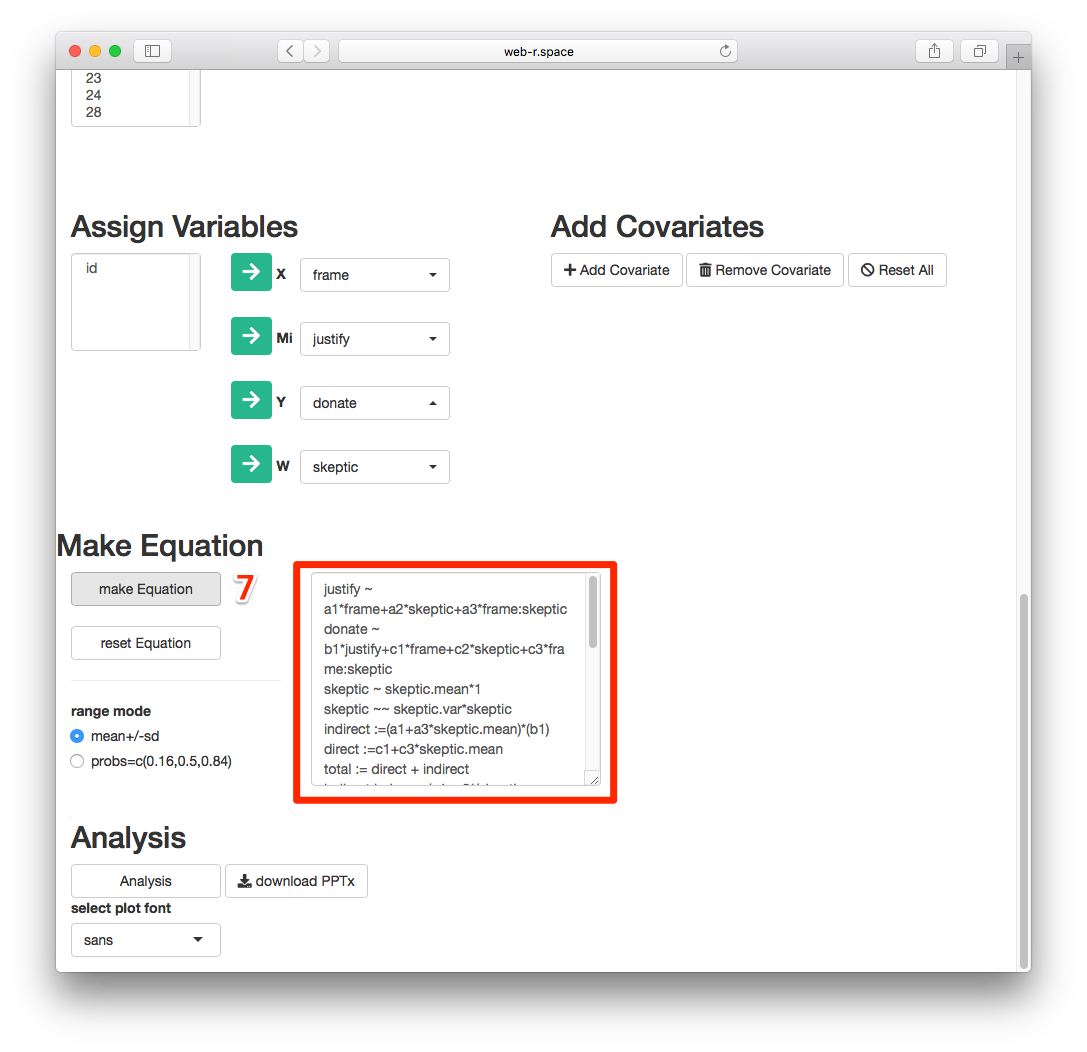 web-r.space
23
24
28
Assign Variables
Add Covariates
id
X
frame
Add Covariate
Remove Covariate
Reset All
Mi
justify
Y
donate
W
skeptic
Make Equation
make Equation
7
reset Equation
justify ~
a1*frame+a2*skeptic+a3*frame:skeptic
donate ~
b1*justify+c1*frame+c2*skeptic+c3*fra
me:skeptic
skeptic ~ skeptic.mean*1
skeptic ~~ skeptic.var*skeptic
indirect :=(a1+a3*skeptic.mean)*(b1)
direct :=c1+c3*skeptic.mean
total := direct + indirect
range mode
mean+/-sd
probs=c(0.16,0.5,0.84)
Analysis
Analysis
download PPTx
select plot font
sans